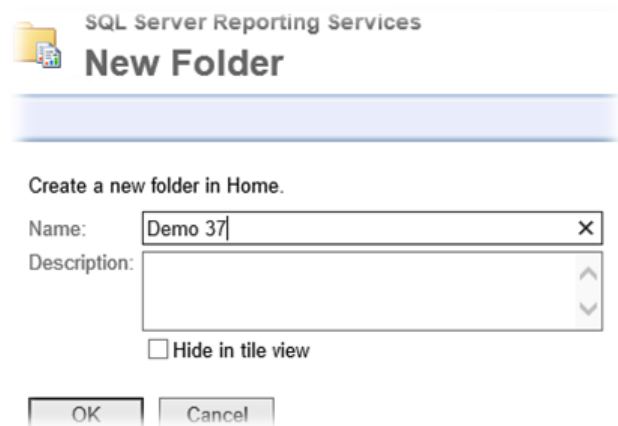 SQL Server Reporting Services
New Folder
Create a new folder in Home.
Name: Demo 37
Description:
Hide in tile view
OK Cancel